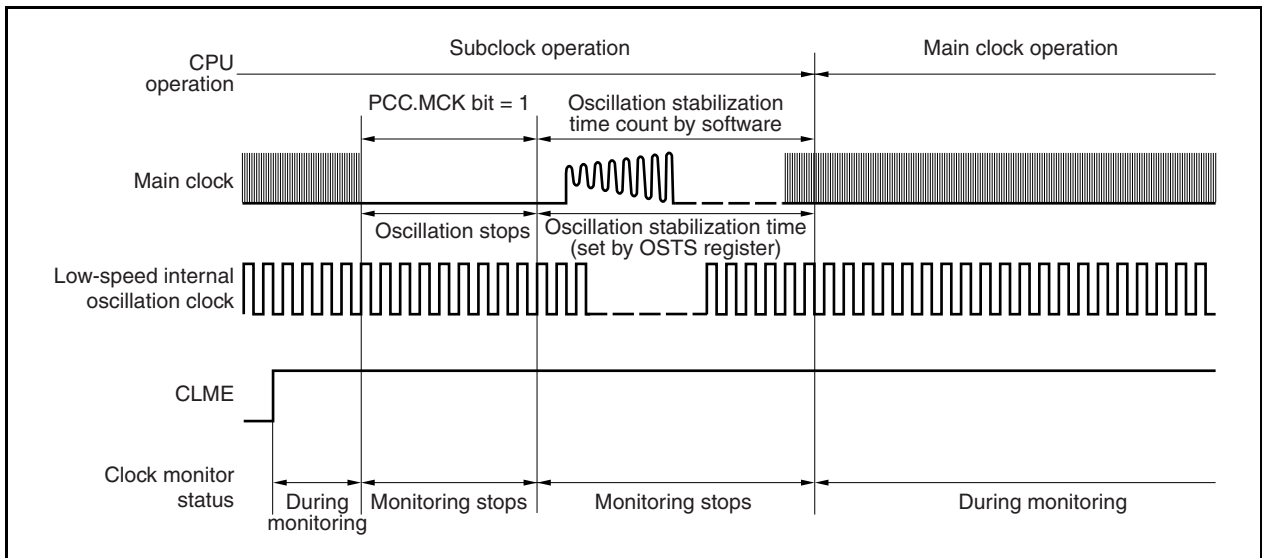 CPU
operation
Subclock operation
Main clock operation
PCC.MCK bit = 1
Oscillation stabilization
time count by software
Main clock
Oscillation stops
Oscillation stabilization time
(set by OSTS register)
Low-speed internal
oscillation clock
CLME
Clock monitor
status
During
monitoring
Monitoring stops
Monitoring stops
During monitoring